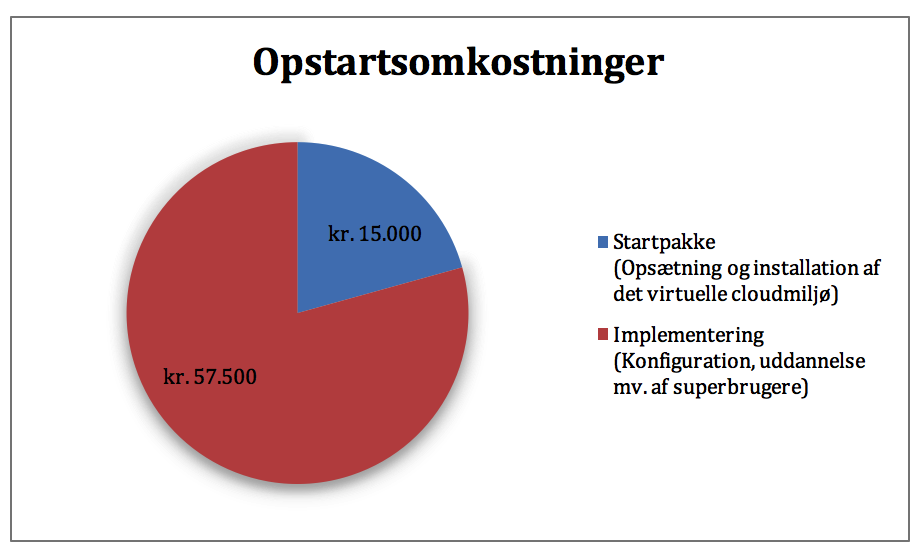 Opstartsomkostninger
kr. 15.000
kr. 57.500
Startpakke
(Opsætning og installation af
det virtuelle cloudmiljø)
Implementering
(Konfiguration, uddannelse
mv. af superbrugere)